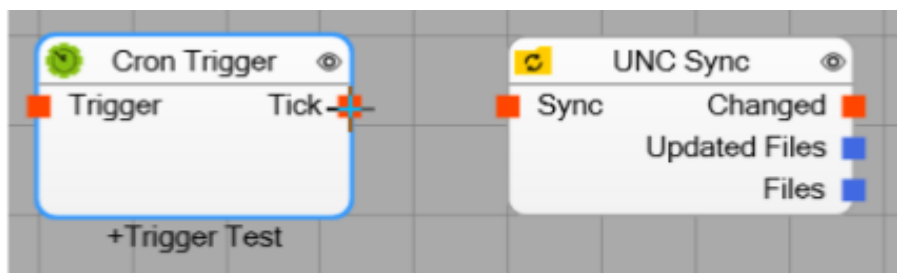 Cron Trigger
Trigger Tick
+Trigger Test
UNC Sync
Sync Changed
Updated Files
Files